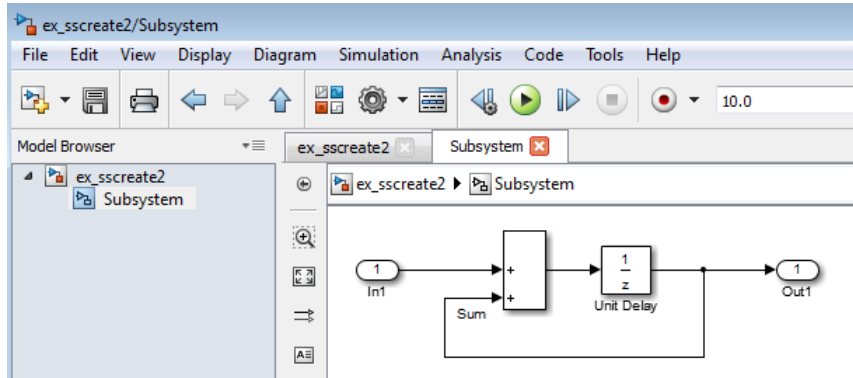 ex_sscreate2/Subsystem
File Edit View Display Diagram Simulation Analysis Code Tools Help
10.0
Model Browser
ex_sscreate2 Subsystem
ex_sscreate2
Subsystem
ex_sscreate2 Subsystem
1
In1
+
+
Sum
1
z
Unit Delay
1
Out1
A